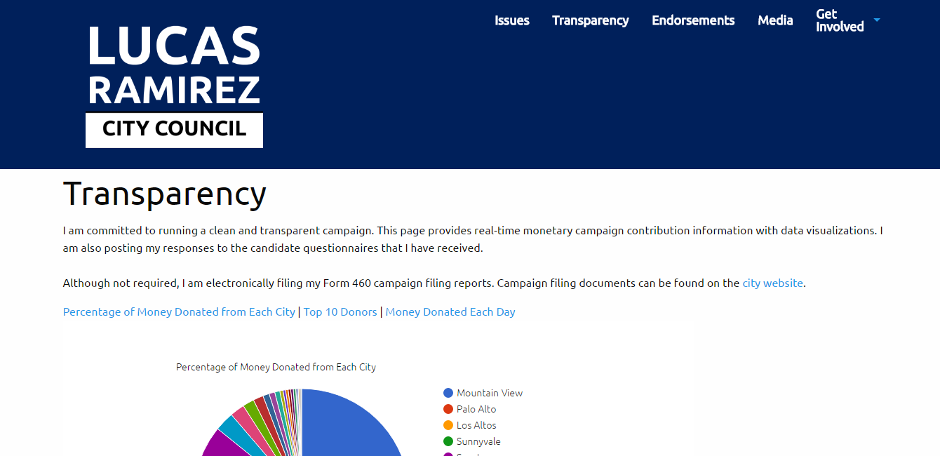 LUCAS
RAMIREZ
CITY COUNCIL
Issues
Transparency
Endorsements
Media
Get
Involved
Transparency
I am committed to running a clean and transparent campaign. This page provides real-time monetary campaign contribution information with data visualizations. I
am also posting my responses to the candidate questionnaires that I have received.
Although not required, I am electronically filing my Form 460 campaign filing reports. Campaign filing documents can be found on the city website.
Percentage of Money Donated from Each City | Top 10 Donors | Money Donated Each Day
Percentage of Money Donated from Each City
Mountain View
Palo Alto
Los Altos
Sunnyvale